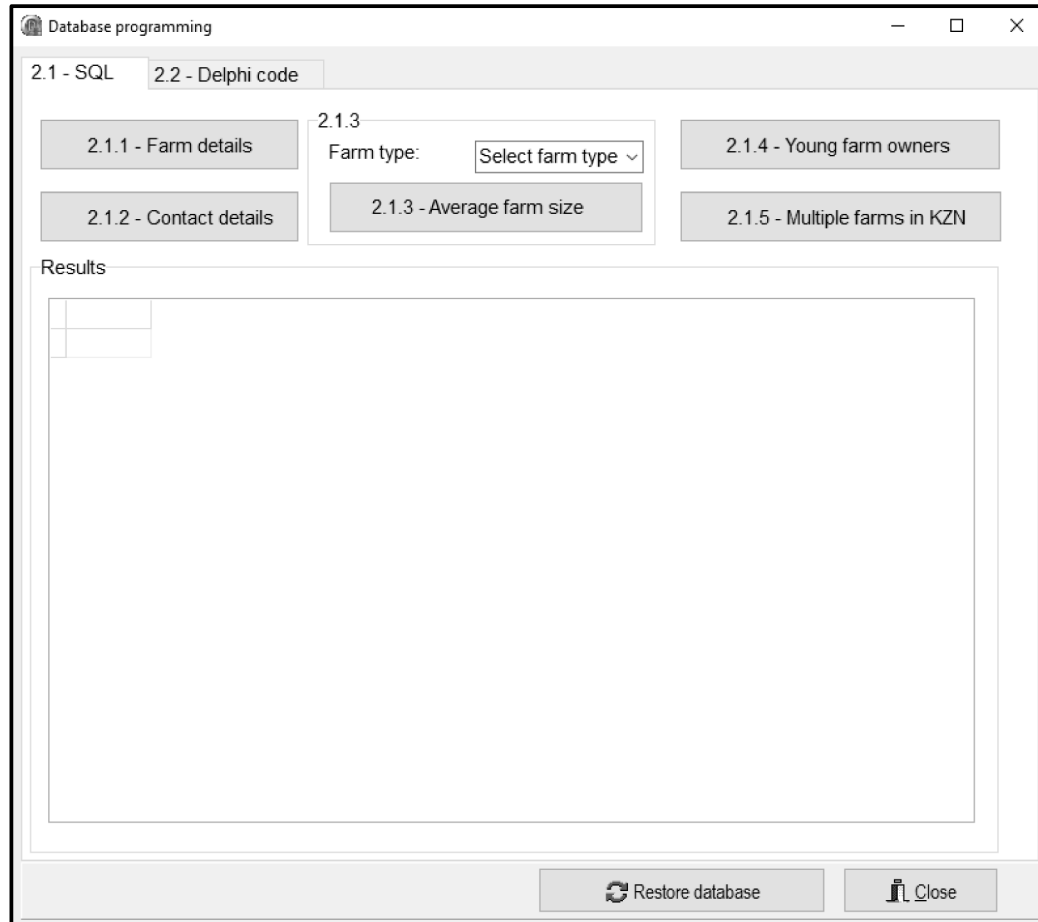 Database programming
2.1 - SQL
2.2 - Delphi code
2.1.1 - Farm details
2.1.2 - Contact details
2.1.3
Farm type:
Select farm type
2.1.3 - Average farm size
2.1.4 - Young farm owners
2.1.5 - Multiple farms in KZN
Results
Restore database
Close